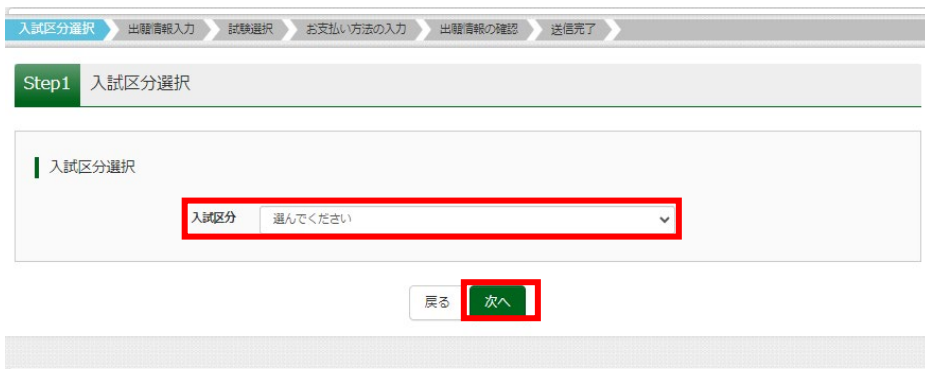 入試区分選択 出願情報入力 試験選択 お支払い方法の入力 出願情報の確認 送信完了
Step1 入試区分選択
入試区分選択
入試区分 選んでください
戻る 次へ